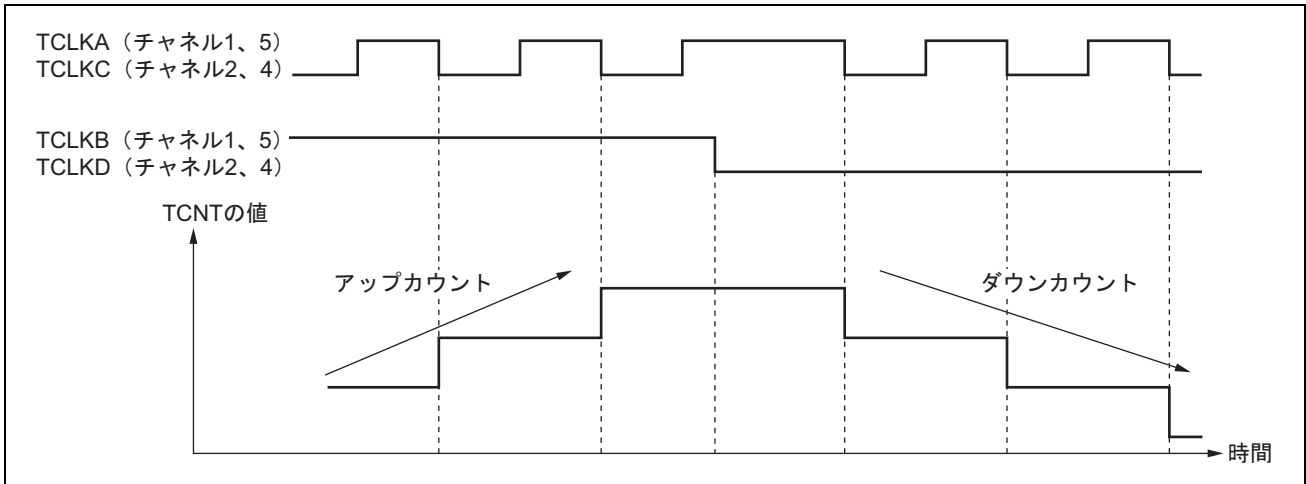 TCLKA（チャネル1、5）
TCLKC（チャネル2、4）
TCLKB（チャネル1、5）
TCLKD（チャネル2、4）
TCNTの値
アップカウント
ダウンカウント
時間